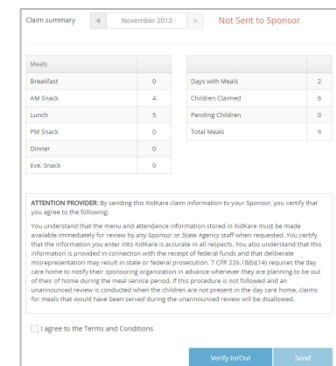 Claim summary « November 2015 » Not Sent to Sponsor
Meals
Breakfast 0 Days with Meals 2
AM Snack 4 Children Claimed 6
Lunch 5 Pending Children 0
PM Snack 0 Total Meals 9
Dinner 0
Eve. Snack 0
ATTENTION PROVIDER: By sending this KidKare claim information to your Sponsor, you certify that
you agree to the following:
You understand that the menu and attendance information stored in KidKare must be made
available immediately for review by any Sponsor or State Agency staff when requested. You certify
that the information you enter into KidKare is accurate in all respects. You also understand that this
information is provided in connection with the receipt of federal funds and that deliberate
misrepresentation may result in state or federal prosecution. 7 CFR 226.18(b)(14) requires the day
care home to notify their sponsoring organization in advance whenever they are planning to be out
of their of home during the meal service period. If this procedure is not followed and an
unannounced review is conducted when the children are not present in the day care home, claims
for meals that would have been served during the unannounced review will be disallowed.
I agree to the Terms and Conditions
Verify In/Out Send